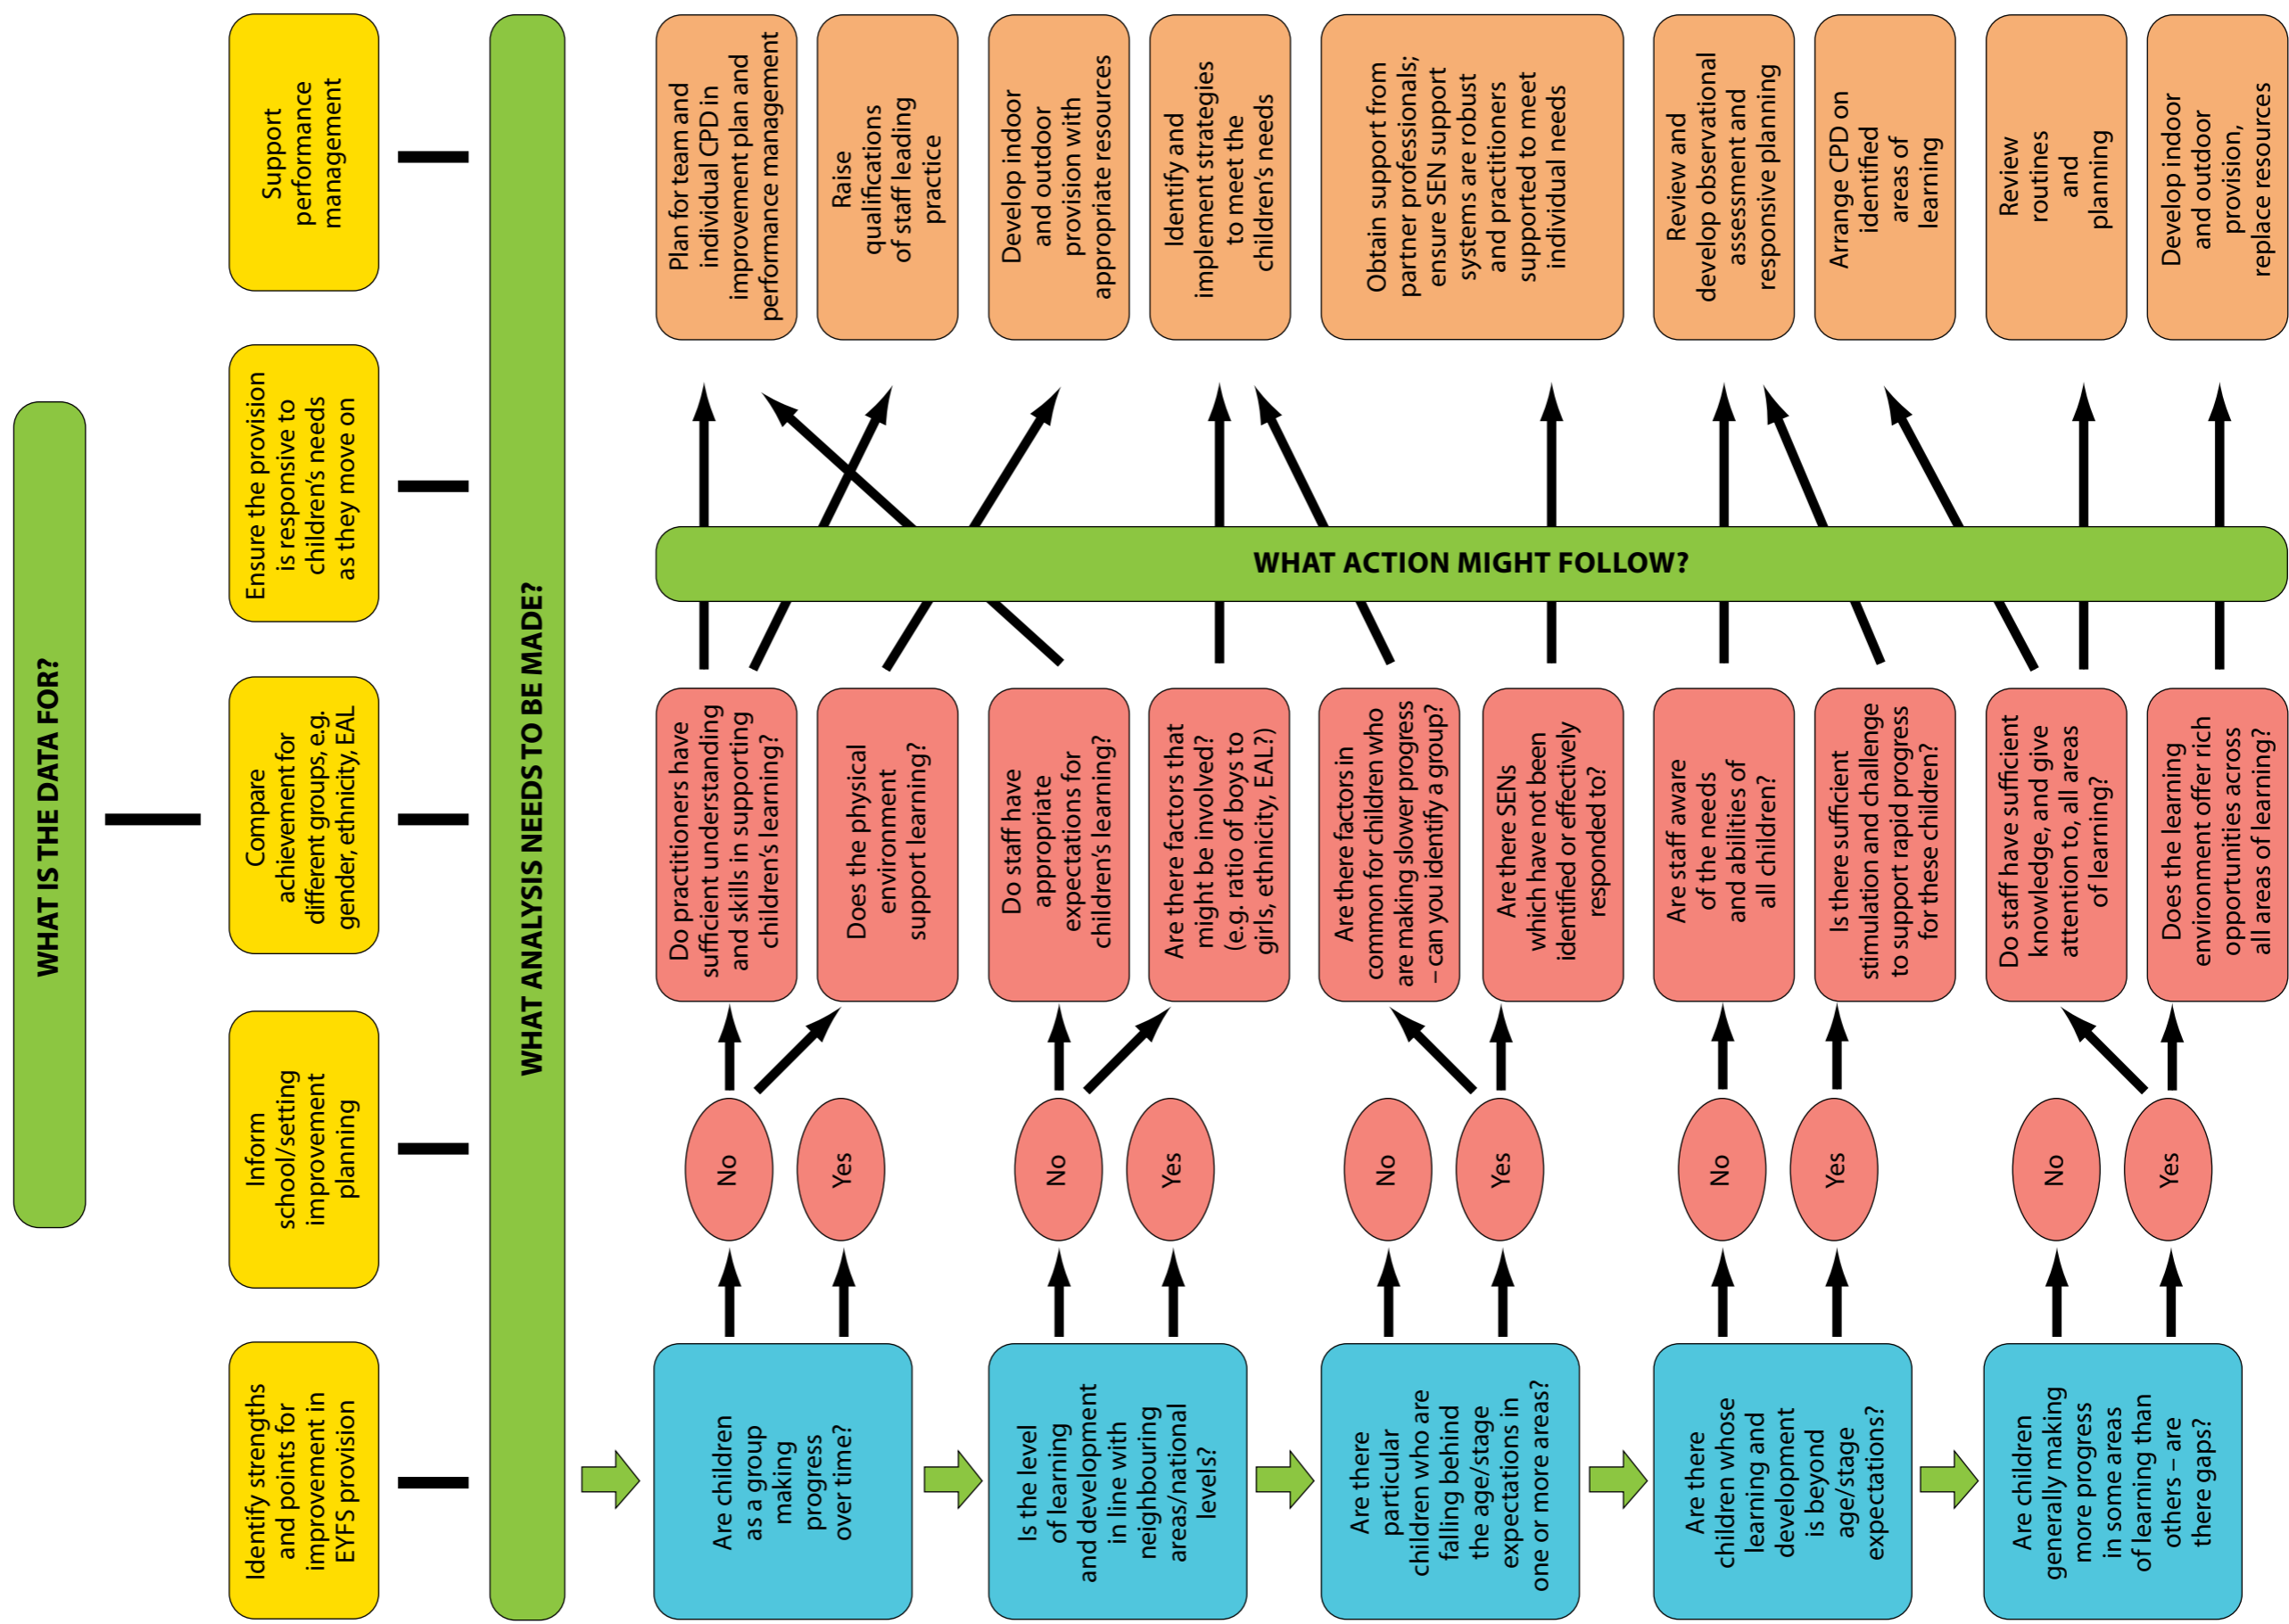 WHAT IS THE DATA FOR?
Identify strengths
and points for
improvement in
EYFS provision
Inform
school/setting
improvement
planning
Compare
achievement for
different groups, e.g.
gender, ethnicity, EAL
Ensure the provision
is responsive to
children's needs
as they move on
Support
performance
management
WHAT ANALYSIS NEEDS TO BE MADE?
Are children
as a group
making
progress
over time?
No
Yes
Do practitioners have
sufficient understanding
and skills in supporting
children's learning?
Does the physical
environment
support learning?
Is the level
of learning
and development
in line with
neighbouring
areas/national
levels?
No
Yes
Do staff have
appropriate
expectations for
children's learning?
Are there factors that
might be involved?
(e.g. ratio of boys to
girls, ethnicity, EAL?)
Are there
particular
children who are
falling behind
the age/stage
expectations in
one or more areas?
No
Yes
Are there factors in
common for children who
are making slower progress
– can you identify a group?
Are there SENs
which have not been
identified or effectively
responded to?
Are there
children whose
learning and
development
is beyond
age/stage
expectations?
No
Yes
Are staff aware
of the needs
and abilities of
all children?
Is there sufficient
stimulation and challenge
to support rapid progress
for these children?
Are children
generally making
more progress
in some areas
of learning than
others – are
there gaps?
No
Yes
Do staff have sufficient
knowledge, and give
attention to, all areas
of learning?
Does the learning
environment offer rich
opportunities across
all areas of learning?
WHAT ACTION MIGHT FOLLOW?
Plan for team and
individual CPD in
improvement plan and
performance management
Raise
qualifications
of staff leading
practice
Develop indoor
and outdoor
provision with
appropriate resources
Identify and
implement strategies
to meet the
children's needs
Obtain support from
partner professionals;
ensure SEN support
systems are robust
and practitioners
supported to meet
individual needs
Review and
develop observational
assessment and
responsive planning
Arrange CPD on
identified
areas of
learning
Review
routines
and
planning
Develop indoor
and outdoor
provision,
replace resources